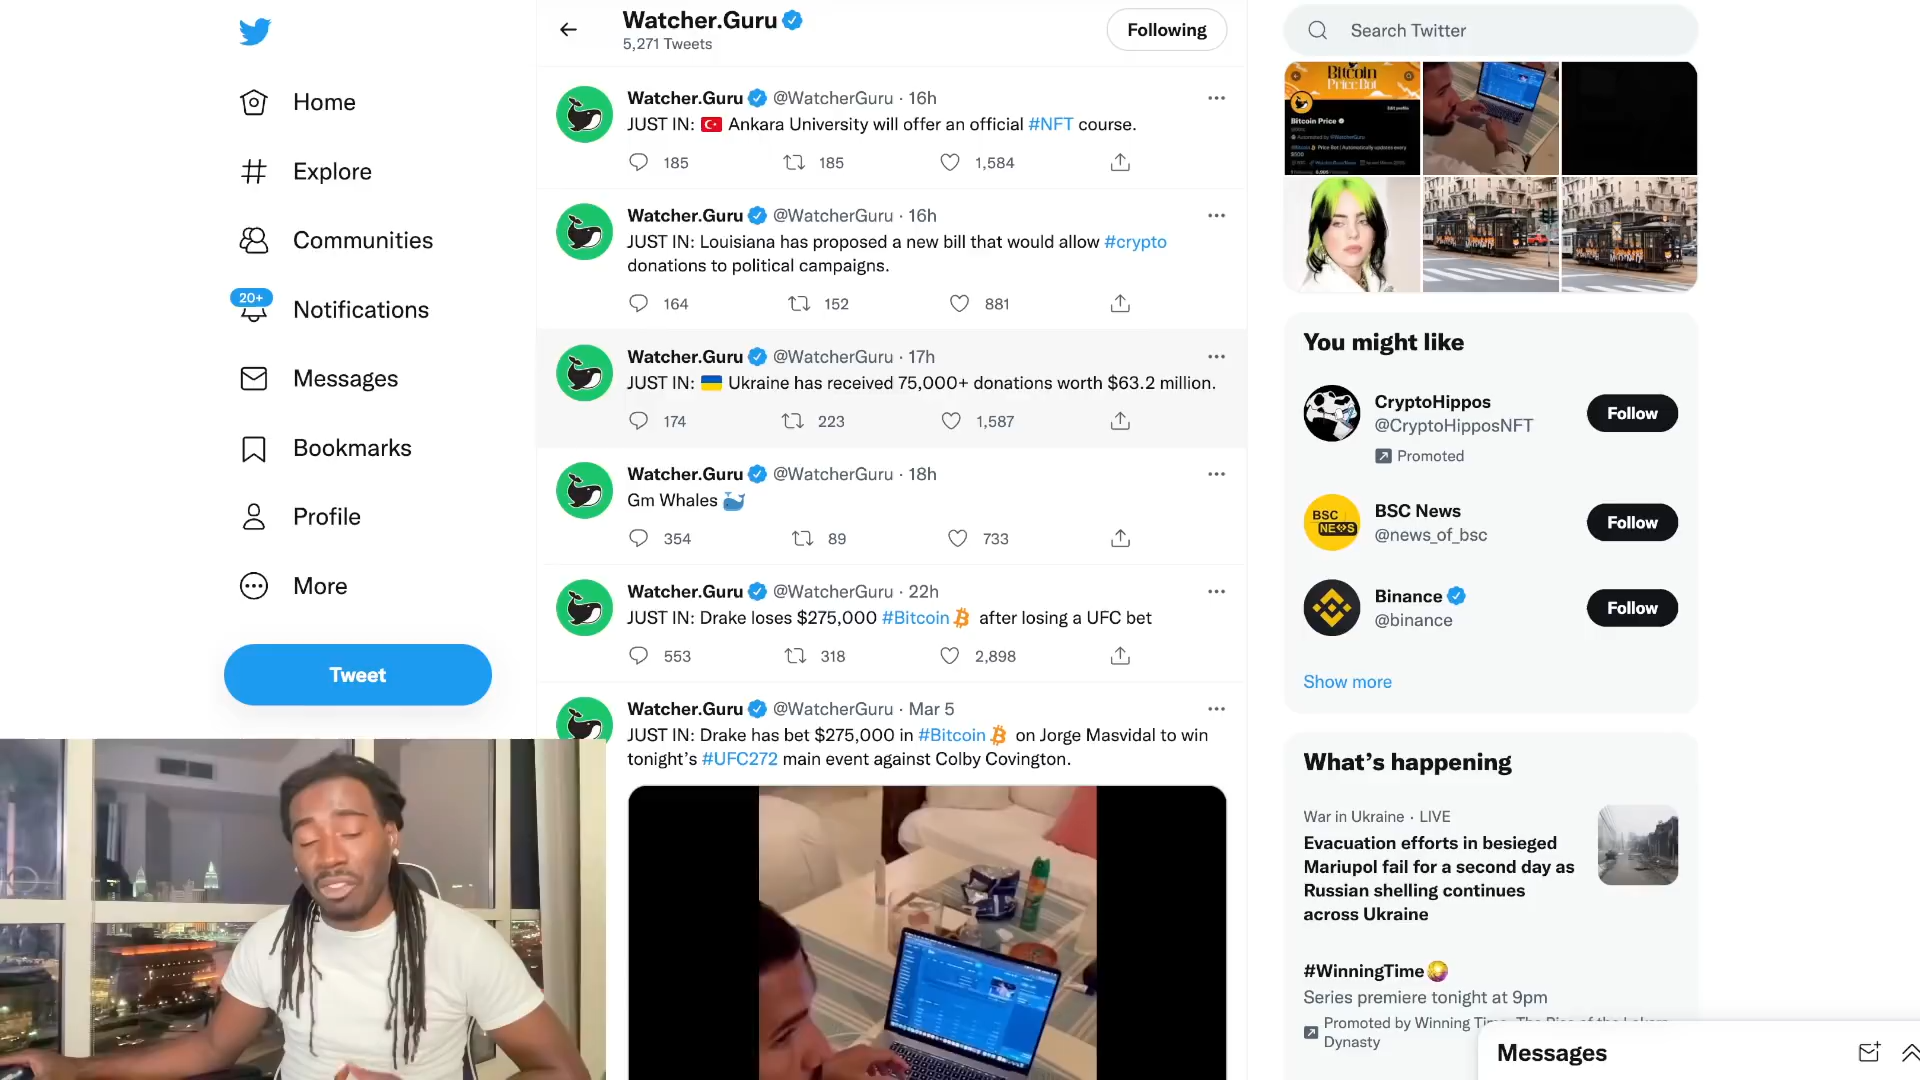 Home
Explore
Communities
20+
Notifications
Messages
Bookmarks
Profile
More
Tweet
Watcher.Guru
5,271 Tweets
Following
Watcher.Guru @WatcherGuru · 16h
JUST IN: Ankara University will offer an official #NFT course.
185 185 1,584
Watcher.Guru @WatcherGuru · 16h
JUST IN: Louisiana has proposed a new bill that would allow #crypto
donations to political campaigns.
164 152 881
Watcher.Guru @WatcherGuru · 17h
JUST IN: Ukraine has received 75,000+ donations worth $63.2 million.
174 223 1,587
Watcher.Guru @WatcherGuru · 18h
Gm Whales
354 89 733
Watcher.Guru @WatcherGuru · 22h
JUST IN: Drake loses $275,000 #Bitcoin after losing a UFC bet
553 318 2,898
Watcher.Guru @WatcherGuru · Mar 5
JUST IN: Drake has bet $275,000 in #Bitcoin on Jorge Masvidal to win
tonight’s #UFC272 main event against Colby Covington.
Search Twitter
Bitcoin
Price Bot
Edit profile
Bitcoin Price
You might like
CryptoHippos
@CryptoHipposNFT
Promoted
Follow
BSC
NEWS
BSC News
@news_of_bsc
Follow
Binance
@binance
Follow
Show more
What’s happening
War in Ukraine · LIVE
Evacuation efforts in besieged
Mariupol fail for a second day as
Russian shelling continues
across Ukraine
#WinningTime
Series premiere tonight at 9pm
Promoted by Winning
Dynasty
Messages